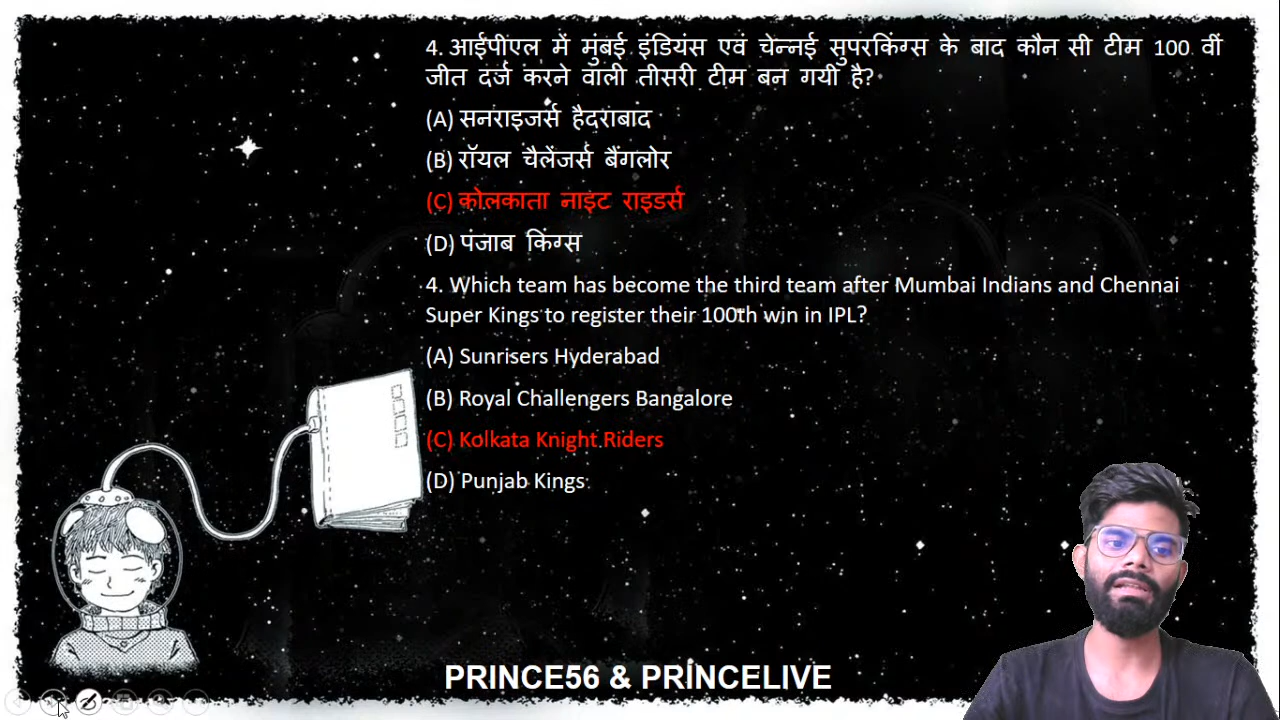 4. आईपीएल में मुंबई इंडियंस एवं चेन्नई सुपरकिंग्स के बाद कौन सी टीम 100 वीं
जीत दर्ज करने वाली तीसरी टीम बन गयी है?
(A) सनराइजर्स हैदराबाद
(B) रॉयल चैलेंजर्स बैंगलोर
(C) कोलकाता नाइट राइडर्स
(D) पंजाब किंग्स
4. Which team has become the third team after Mumbai Indians and Chennai
Super Kings to register their 100th win in IPL?
(A) Sunrisers Hyderabad
(B) Royal Challengers Bangalore
(C) Kolkata Knight Riders
(D) Punjab Kings
PRINCE56 & PRINCELIVE